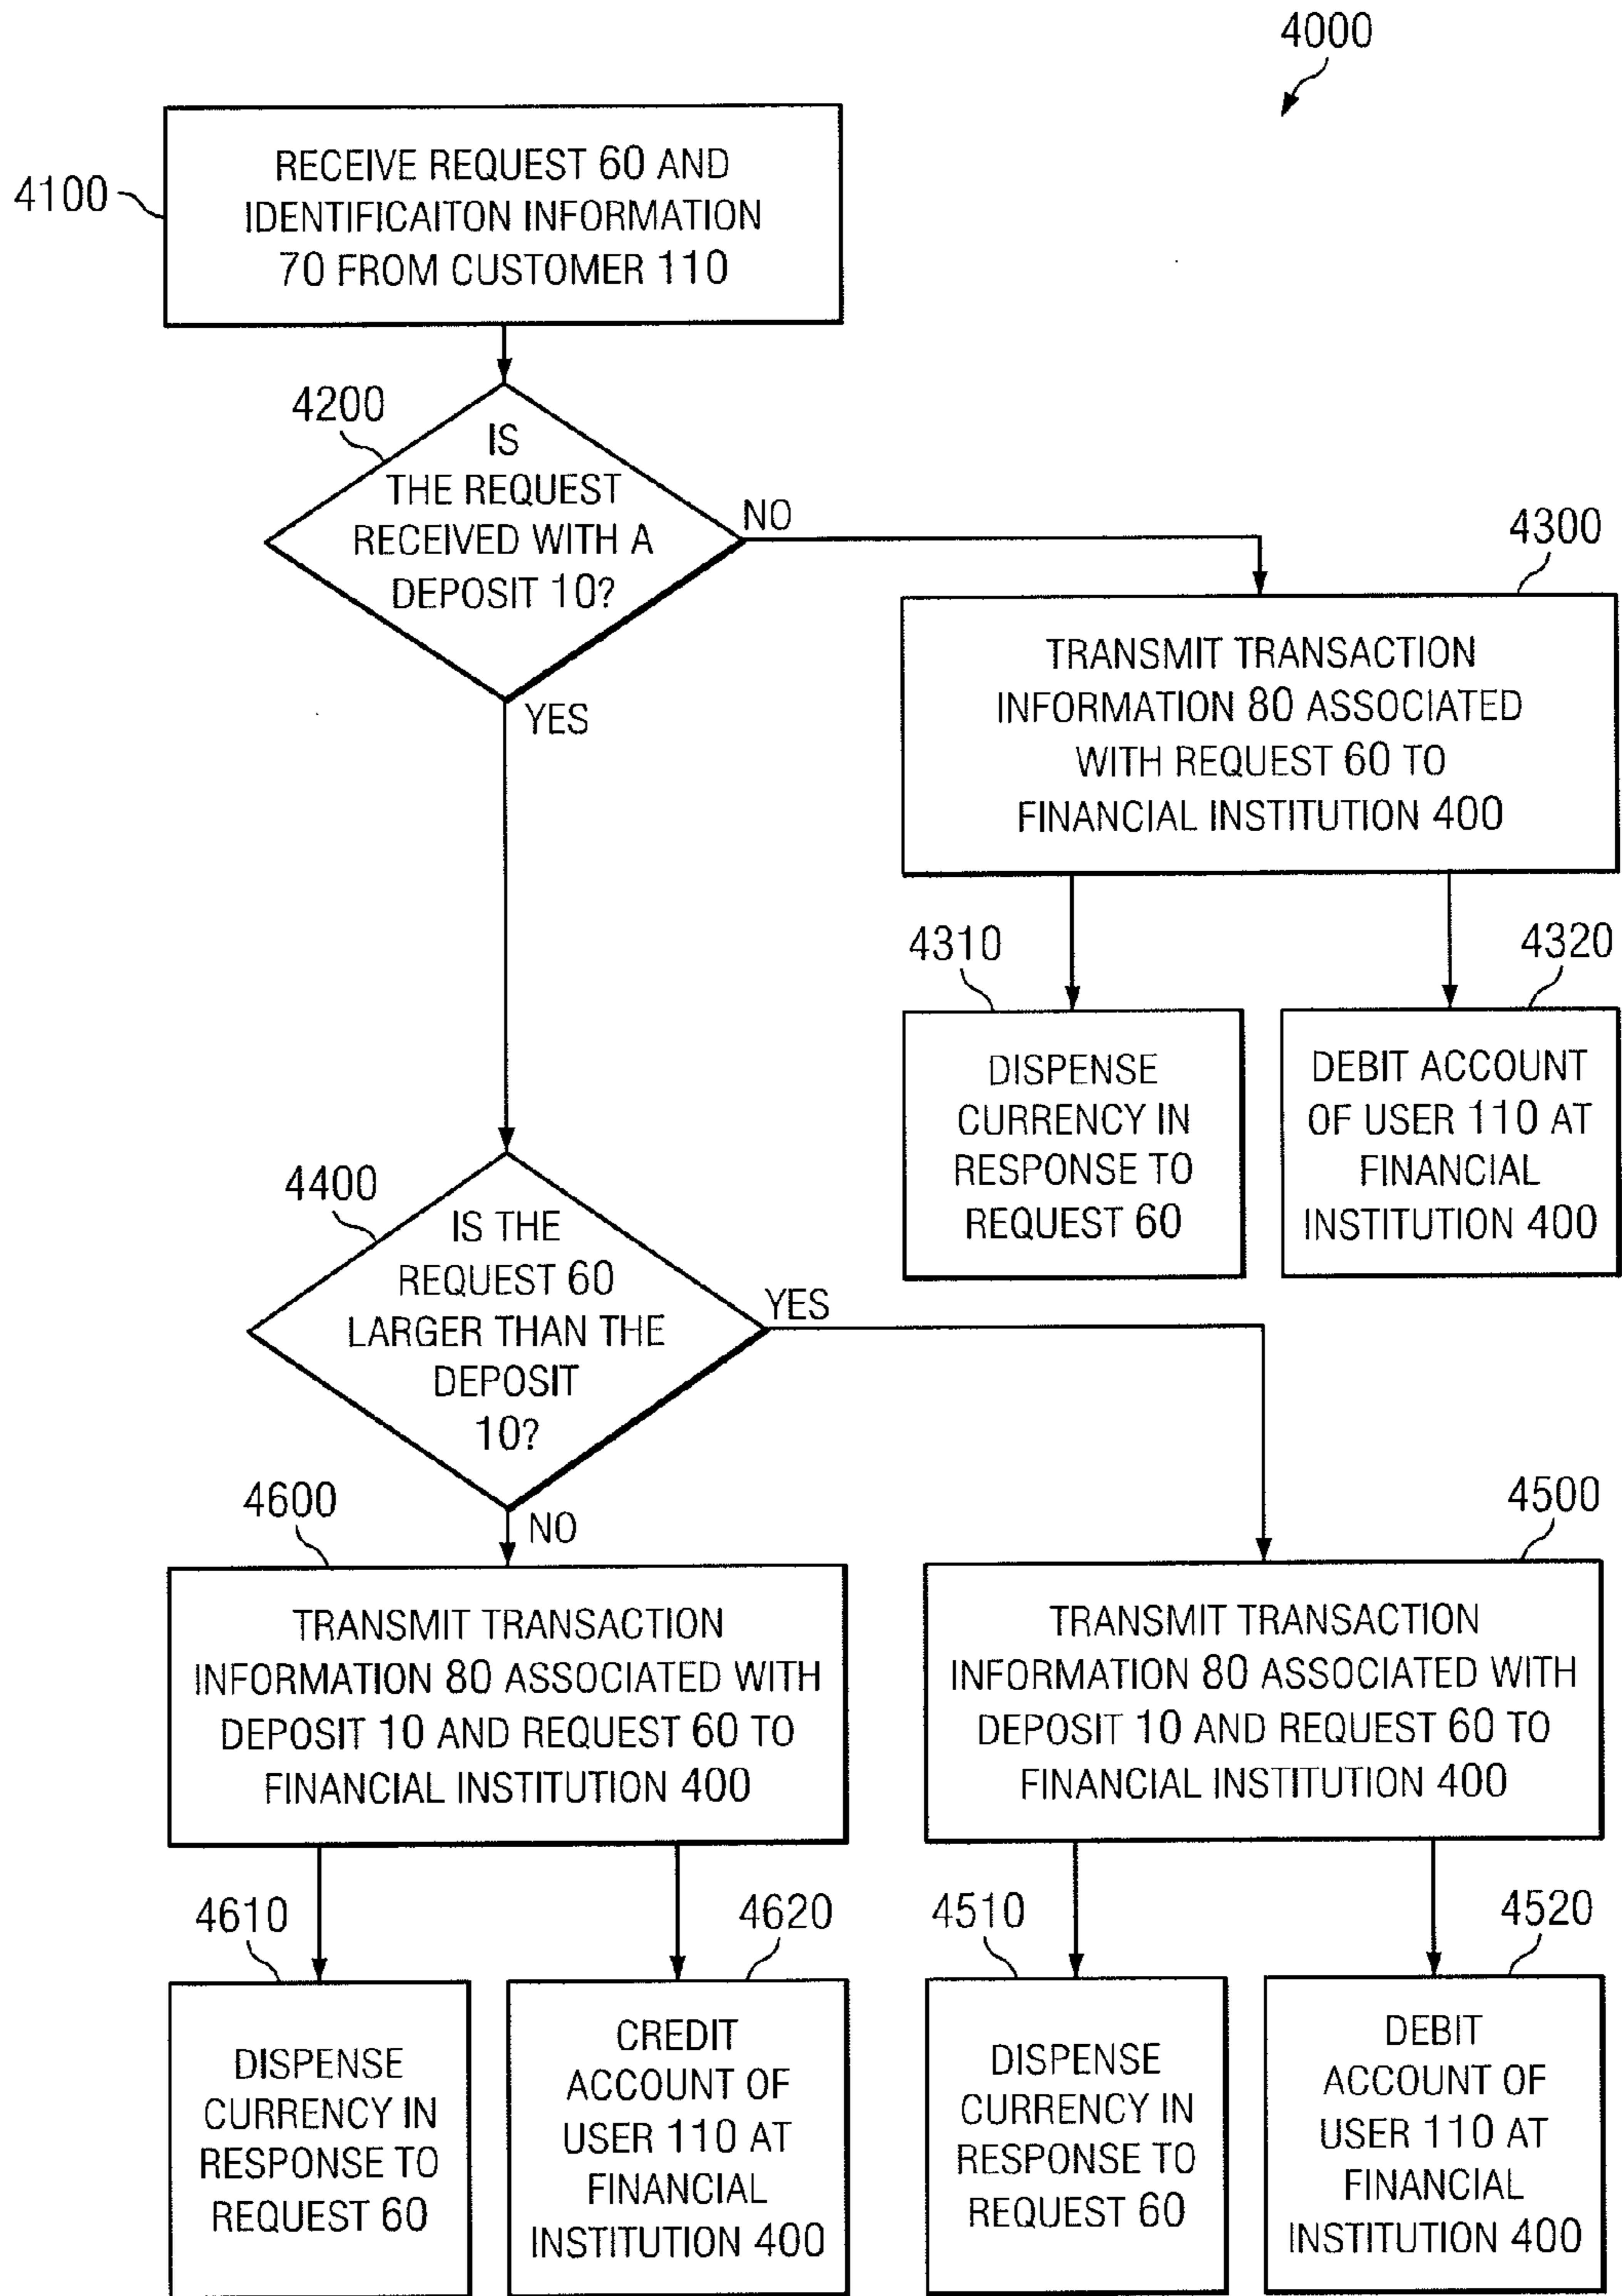 4000
4100
RECEIVE REQUEST 60 AND
IDENTIFICAITON INFORMATION
70 FROM CUSTOMER 110
4200
IS
THE REQUEST
RECEIVED WITH A
DEPOSIT 10?
NO
YES
4300
TRANSMIT TRANSACTION
INFORMATION 80 ASSOCIATED
WITH REQUEST 60 TO
FINANCIAL INSTITUTION 400
4310
DISPENSE
CURRENCY IN
RESPONSE TO
REQUEST 60
4320
DEBIT ACCOUNT
OF USER 110 AT
FINANCIAL
INSTITUTION 400
4400
IS THE
REQUEST 60
LARGER THAN THE
DEPOSIT
10?
YES
NO
4600
TRANSMIT TRANSACTION
INFORMATION 80 ASSOCIATED WITH
DEPOSIT 10 AND REQUEST 60 TO
FINANCIAL INSTITUTION 400
4500
TRANSMIT TRANSACTION
INFORMATION 80 ASSOCIATED WITH
DEPOSIT 10 AND REQUEST 60 TO
FINANCIAL INSTITUTION 400
4610
DISPENSE
CURRENCY IN
RESPONSE TO
REQUEST 60
4620
CREDIT
ACCOUNT OF
USER 110 AT
FINANCIAL
INSTITUTION 400
4510
DISPENSE
CURRENCY IN
RESPONSE TO
REQUEST 60
4520
DEBIT
ACCOUNT OF
USER 110 AT
FINANCIAL
INSTITUTION 400